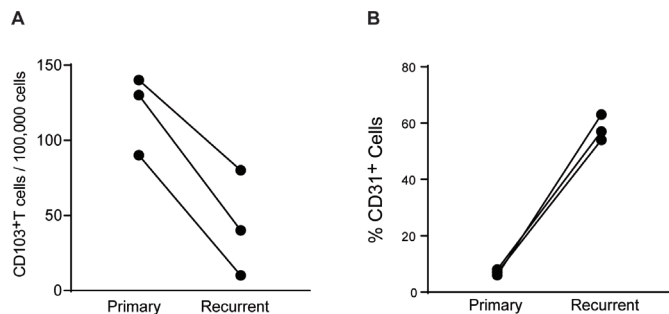 A
B
CD103⁺T cells / 100,000 cells
150
100
50
0
Primary Recurrent
% CD31⁺ Cells
80
60
40
20
0
Primary Recurrent